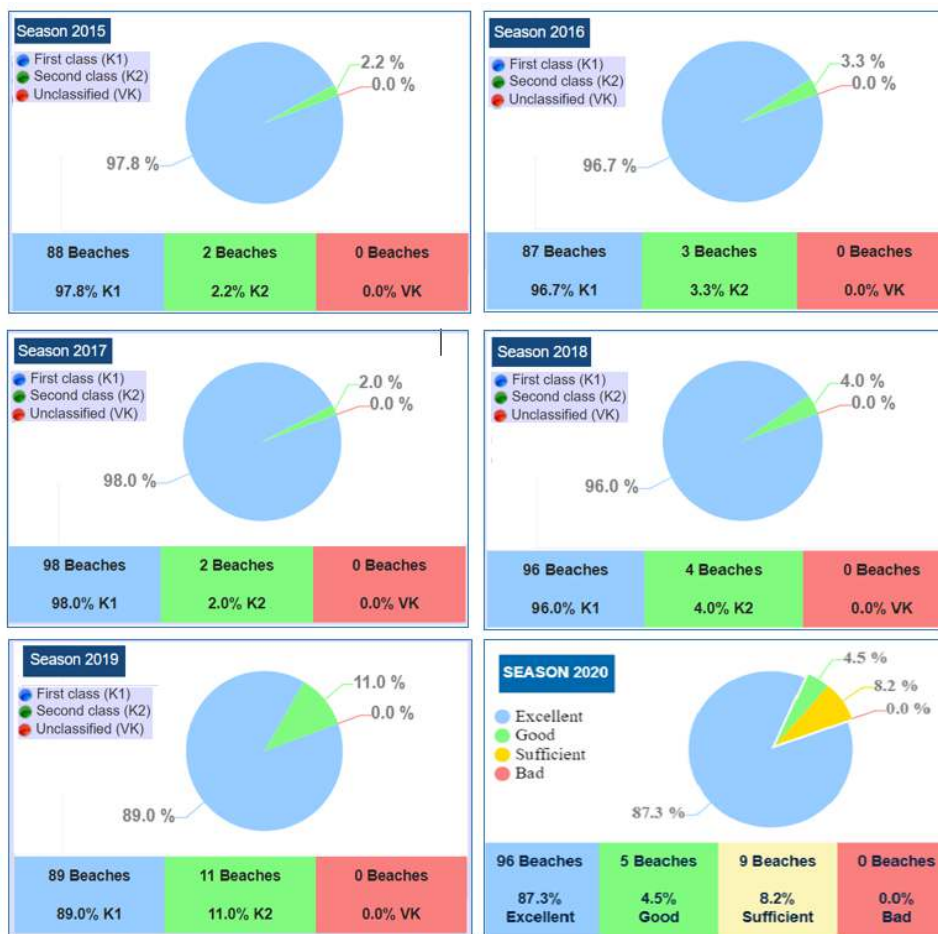 Season 2015
First class (K1)
Second class (K2)
Unclassified (VK)
2.2 %
0.0 %
97.8 %
88 Beaches
97.8% K1
2 Beaches
2.2% K2
0 Beaches
0.0% VK
Season 2016
First class (K1)
Second class (K2)
Unclassified (VK)
3.3 %
0.0 %
96.7 %
87 Beaches
96.7% K1
3 Beaches
3.3% K2
0 Beaches
0.0% VK
Season 2017
First class (K1)
Second class (K2)
Unclassified (VK)
2.0 %
0.0 %
98.0 %
98 Beaches
98.0% K1
2 Beaches
2.0% K2
0 Beaches
0.0% VK
Season 2018
First class (K1)
Second class (K2)
Unclassified (VK)
4.0 %
0.0 %
96.0 %
96 Beaches
96.0% K1
4 Beaches
4.0% K2
0 Beaches
0.0% VK
Season 2019
First class (K1)
Second class (K2)
Unclassified (VK)
11.0 %
0.0 %
89.0 %
89 Beaches
89.0% K1
11 Beaches
11.0% K2
0 Beaches
0.0% VK
SEASON 2020
Excellent
Good
Sufficient
Bad
4.5 %
8.2 %
0.0 %
87.3 %
96 Beaches
87.3%
Excellent
5 Beaches
4.5%
Good
9 Beaches
8.2%
Sufficient
0 Beaches
0.0%
Bad